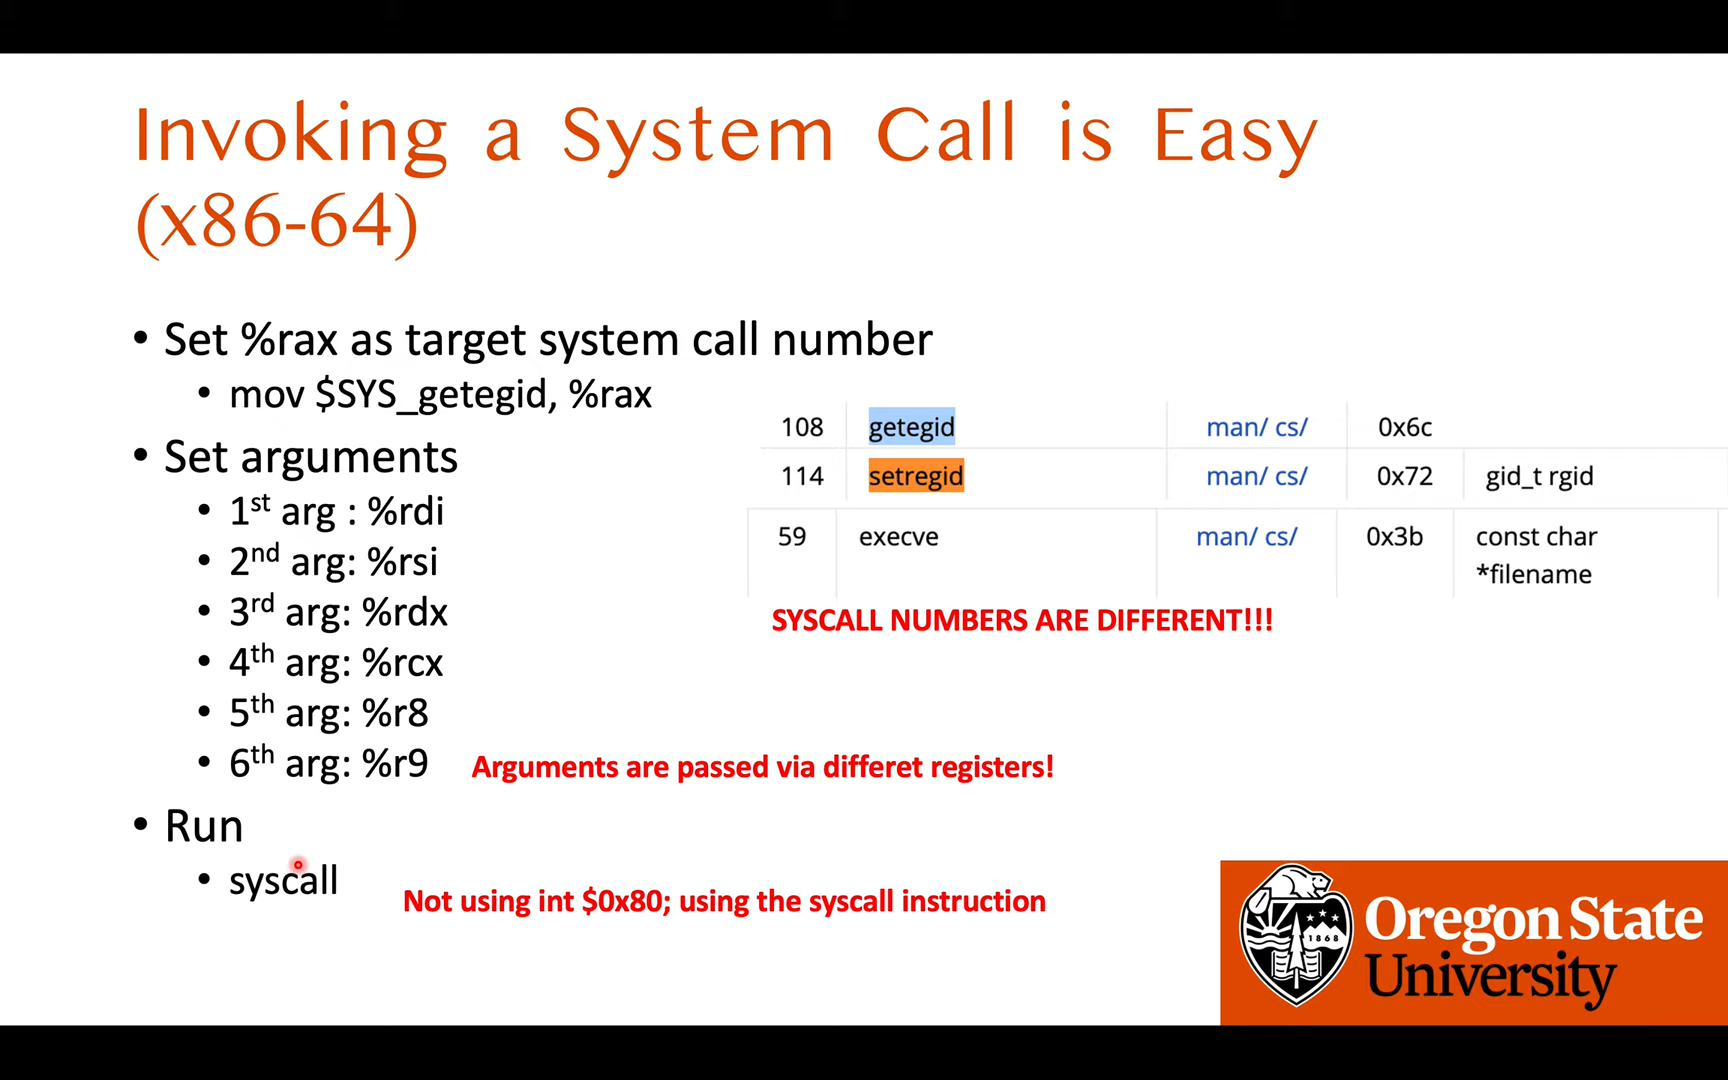 Invoking a System Call is Easy
(x86-64)
• Set %rax as target system call number
• mov $SYS_getegid, %rax
• Set arguments
• 1st arg : %rdi
• 2nd arg: %rsi
• 3rd arg: %rdx
• 4th arg: %rcx
• 5th arg: %r8
• 6th arg: %r9
Arguments are passed via differet registers!
• Run
• syscall
Not using int $0x80; using the syscall instruction
108 getegid man/ cs/ 0x6c
114 setregid man/ cs/ 0x72 gid_t rgid
59 execve man/ cs/ 0x3b const char
*filename
SYSCALL NUMBERS ARE DIFFERENT!!!
1868
Oregon State
University